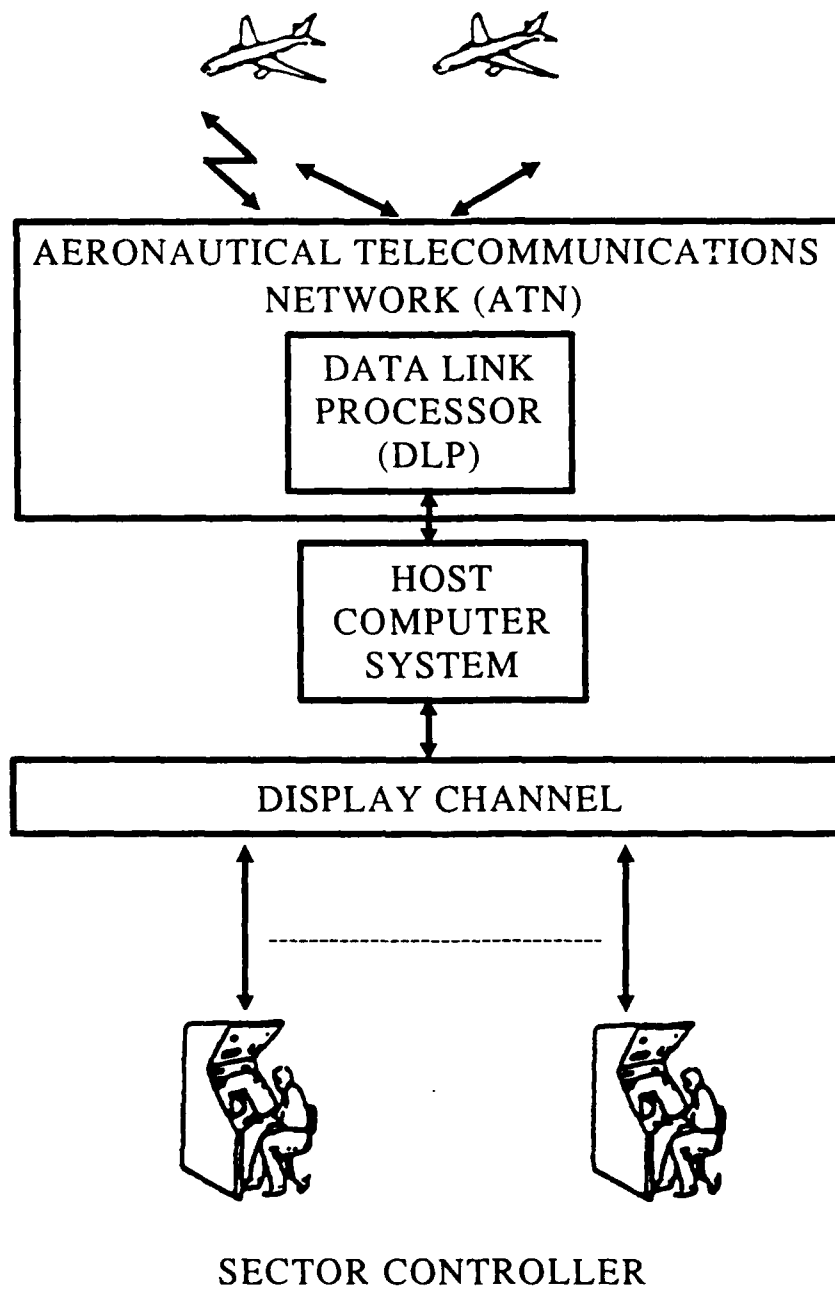 AERONAUTICAL TELECOMMUNICATIONS
NETWORK (ATN)
DATA LINK
PROCESSOR
(DLP)
HOST
COMPUTER
SYSTEM
DISPLAY CHANNEL
SECTOR CONTROLLER